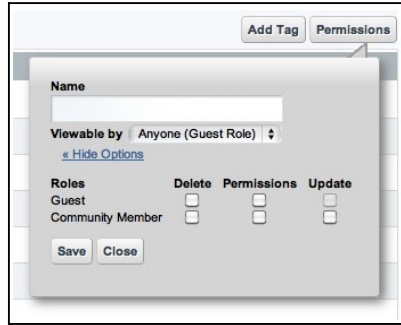 Add Tag Permissions
Name
Viewable by Anyone (Guest Role)
« Hide Options
Roles Delete Permissions Update
Guest
Community Member
Save Close